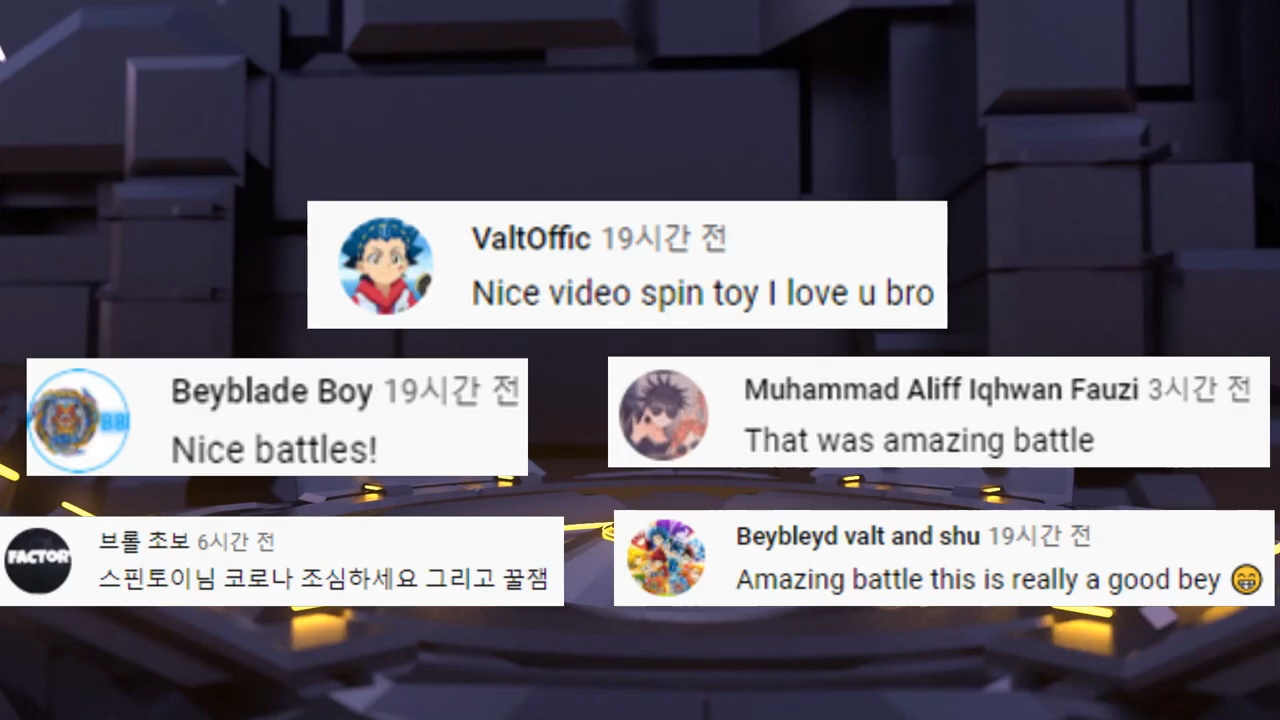 ValtOffic 19시간 전
Nice video spin toy I love u bro
Beyblade Boy 19시간 전
Nice battles!
Muhammad Aliff Iqhwan Fauzi 3시간 전
That was amazing battle
FACTORY
브롤 초보 6시간 전
스핀토이님 코로나 조심하세요 그리고 꿀잼
Beybleyd valt and shu 19시간 전
Amazing battle this is really a good bey 😁